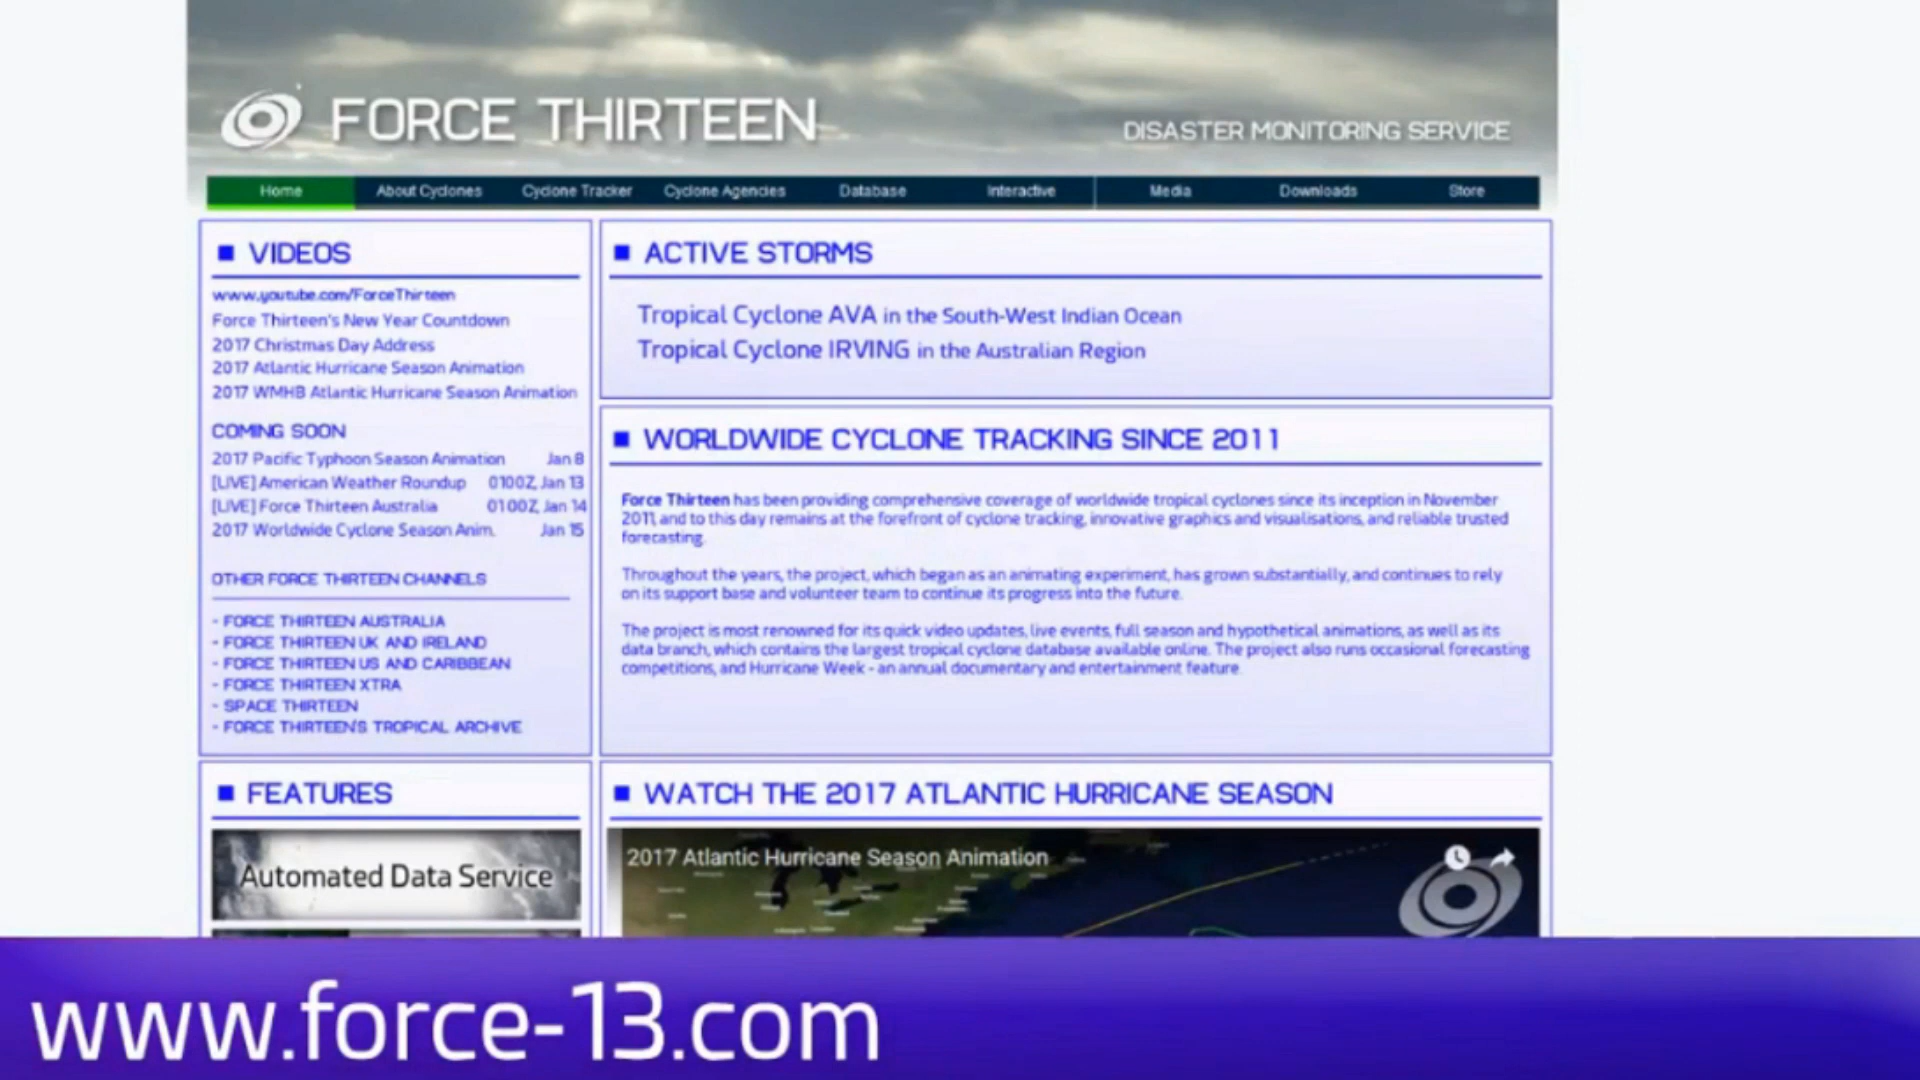 FORCE THIRTEEN
DISASTER MONITORING SERVICE
Home About Cyclones Cyclone Tracker Cyclone Agencies Database Interactive Media Downloads Store
VIDEOS
www.youtube.com/ForceThirteen
Force Thirteen's New Year Countdown
2017 Christmas Day Address
2017 Atlantic Hurricane Season Animation
2017 WMHB Atlantic Hurricane Season Animation
COMING SOON
2017 Pacific Typhoon Season Animation Jan 8
[LIVE] American Weather Roundup 0100Z, Jan 13
[LIVE] Force Thirteen Australia 0100Z, Jan 14
2017 Worldwide Cyclone Season Anim. Jan 15
OTHER FORCE THIRTEEN CHANNELS
- FORCE THIRTEEN AUSTRALIA
- FORCE THIRTEEN UK AND IRELAND
- FORCE THIRTEEN US AND CARIBBEAN
- FORCE THIRTEEN XTRA
- SPACE THIRTEEN
- FORCE THIRTEEN'S TROPICAL ARCHIVE
ACTIVE STORMS
Tropical Cyclone AVA in the South-West Indian Ocean
Tropical Cyclone IRVING in the Australian Region
WORLDWIDE CYCLONE TRACKING SINCE 2011
Force Thirteen has been providing comprehensive coverage of worldwide tropical cyclones since its inception in November
2011, and to this day remains at the forefront of cyclone tracking, innovative graphics and visualisations, and reliable trusted
forecasting.
Throughout the years, the project, which began as an animating experiment, has grown substantially, and continues to rely
on its support base and volunteer team to continue its progress into the future.
The project is most renowned for its quick video updates, live events, full season and hypothetical animations, as well as its
data branch, which contains the largest tropical cyclone database available online. The project also runs occasional forecasting
competitions, and Hurricane Week - an annual documentary and entertainment feature.
FEATURES
Automated Data Service
WATCH THE 2017 ATLANTIC HURRICANE SEASON
2017 Atlantic Hurricane Season Animation
www.force-13.com